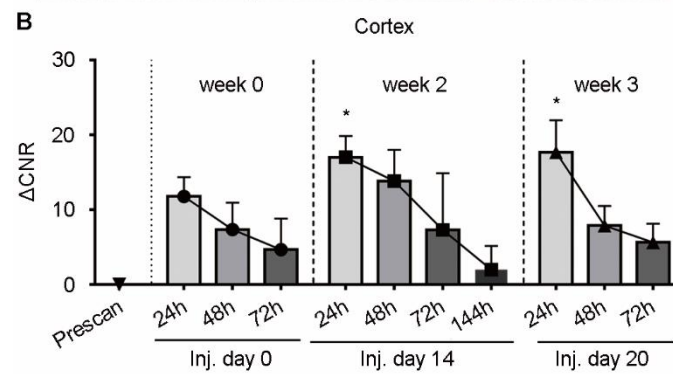 B
Cortex
30
20
10
0
ΔCNR
week 0
week 2
week 3
*
*
Prescan
24h
48h
72h
24h
48h
72h
144h
24h
48h
72h
Inj. day 0
Inj. day 14
Inj. day 20